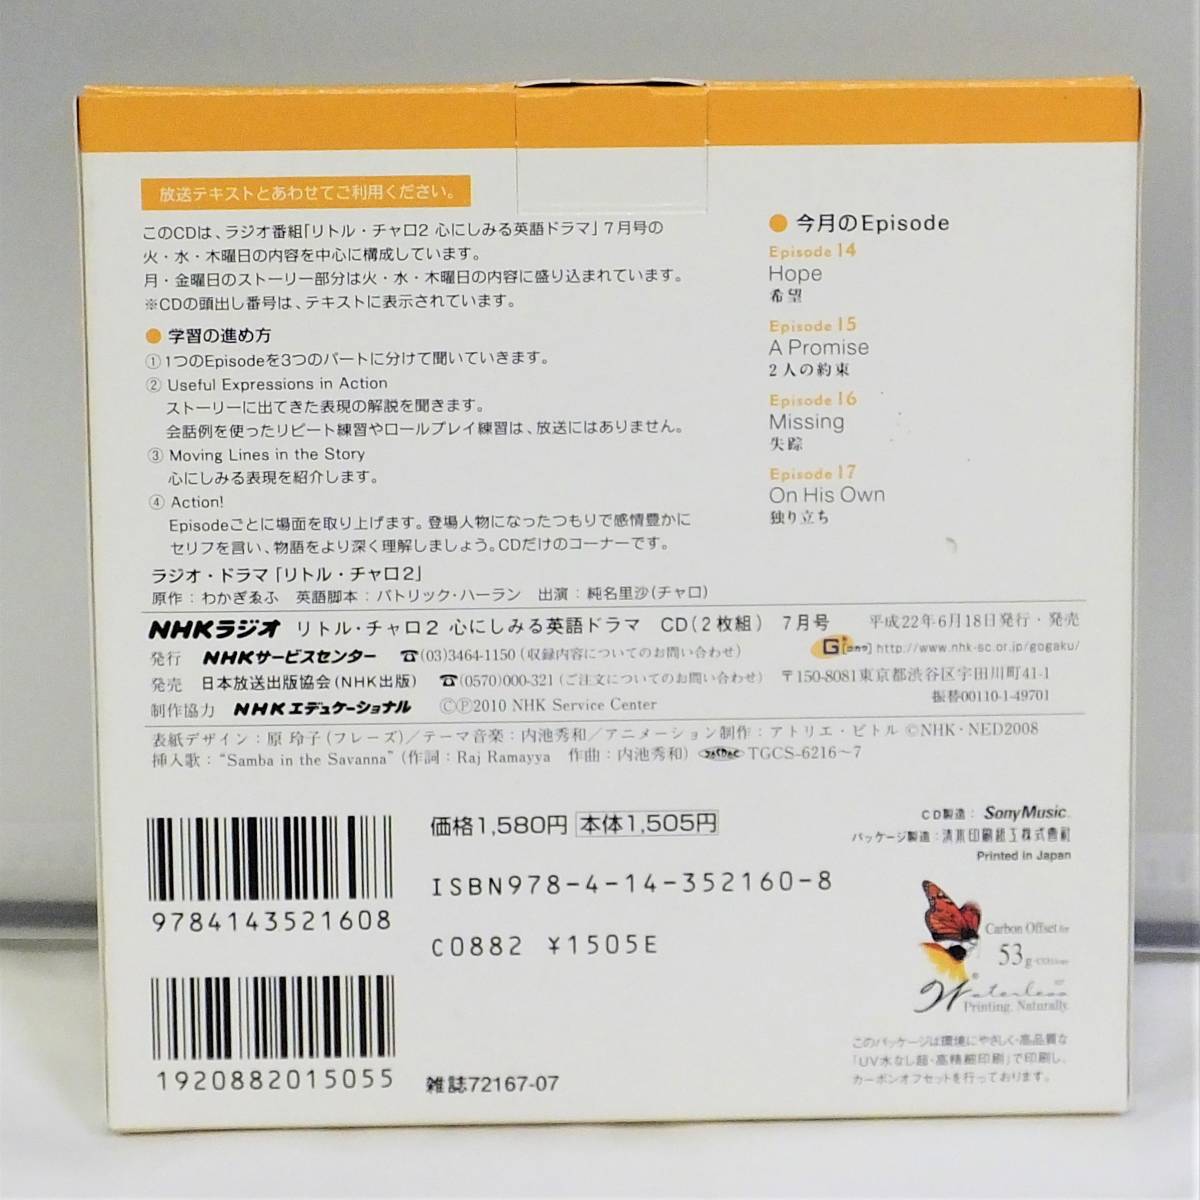 放送テキストとあわせてご利用ください。
このCDは、ラジオ番組「リトル・チャロ2 心にしみる英語ドラマ」7月号の
火・水・木曜日の内容を中心に構成しています。
月・金曜日のストーリー部分は火・水・木曜日の内容に盛り込まれています。
※CDの頭出し番号は、テキストに表示されています。
● 学習の進め方
① 1つのEpisodeを3つのパートに分けて聞いていきます。
② Useful Expressions in Action
ストーリーに出てきた表現の解説を聞きます。
会話例を使ったリピート練習やロールプレイ練習は、放送にはありません。
③ Moving Lines in the Story
心にしみる表現を紹介します。
④ Action!
Episodeごとに場面を取り上げます。登場人物になったつもりで感情豊かに
セリフを言い、物語をより深く理解しましょう。CDだけのコーナーです。
● 今月のEpisode
Episode 14
Hope
希望
Episode 15
A Promise
2人の約束
Episode 16
Missing
失踪
Episode 17
On His Own
独り立ち
ラジオ・ドラマ「リトル・チャロ2」
原作：わかぎゑふ 英語脚本：パトリック・ハーラン 出演：純名里沙(チャロ)
NHKラジオ リトル・チャロ2 心にしみる英語ドラマ CD(2枚組) 7月号 平成22年6月18日発行・発売
発行 NHKサービスセンター ☎(03)3464-1150(収録内容についてのお問い合わせ) http://www.nhk-sc.or.jp/gogaku/
発売 日本放送出版協会(NHK出版) ☎(0570)000-321(ご注文についてのお問い合わせ) 〒150-8081東京都渋谷区宇田川町41-1
振替00110-1-49701
制作協力 NHKエデュケーショナル ©Ⓟ2010 NHK Service Center
表紙デザイン：原 玲子(フレーズ)／テーマ音楽：内池秀和／アニメーション制作：アトリエ・ビトル ©NHK・NED2008
挿入歌：“Samba in the Savanna”(作詞：Raj Ramayya 作曲：内池秀和) TGCS-6216～7
9784143521608
価格1,580円 本体1,505円
ISBN978-4-14-352160-8
C0882 ¥1505E
1920882015055
雑誌72167-07
CD製造：SonyMusic.
パッケージ製造：清水印刷紙工株式会社
Printed in Japan
Carbon Offset for
53g
Waterless
Printing. Naturally.
このパッケージは環境にやさしく・高品質な
「UV水なし超・高精細印刷」で印刷し、
カーボンオフセットを行っております。